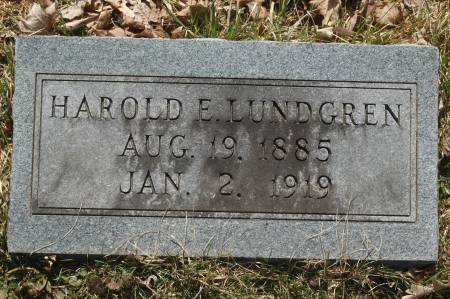 HAROLD E. LUNDGREN
AUG. 19. 1885
JAN. 2. 1919